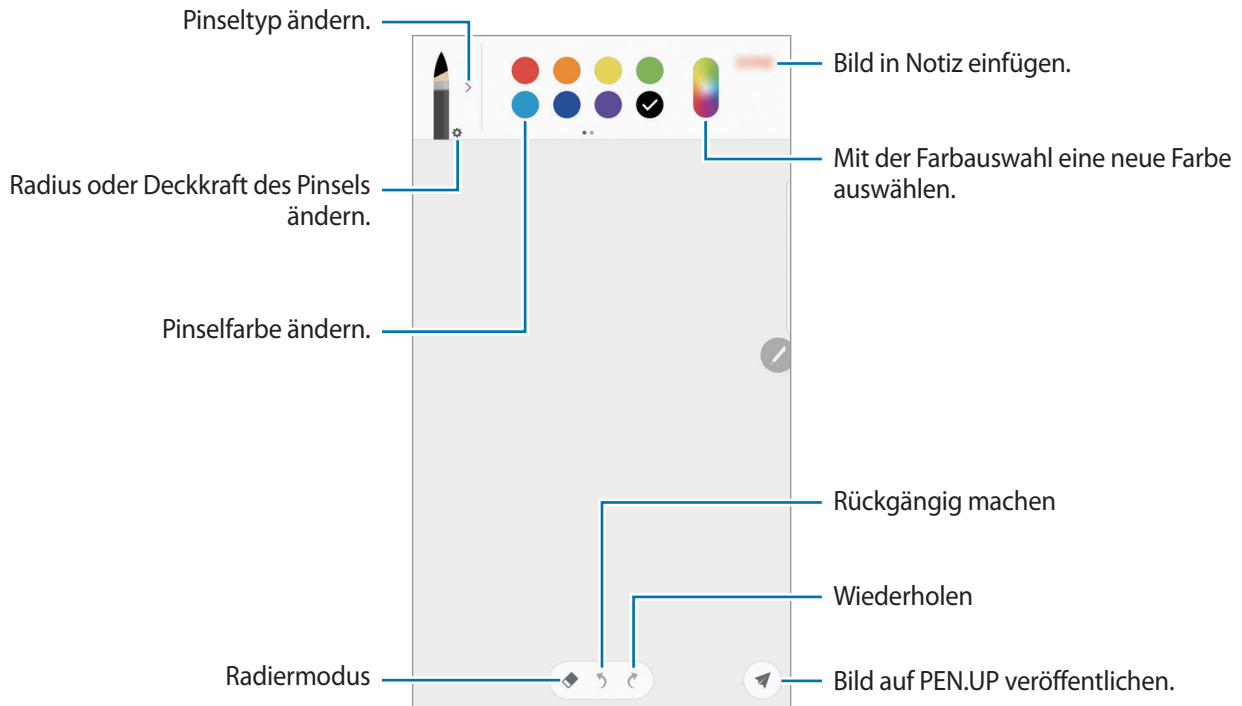 Pinseltyp ändern.
Bild in Notiz einfügen.
Mit der Farbauswahl eine neue Farbe
auswählen.
Radius oder Deckkraft des Pinsels
ändern.
Pinselfarbe ändern.
Rückgängig machen
Wiederholen
Radiermodus
Bild auf PEN.UP veröffentlichen.